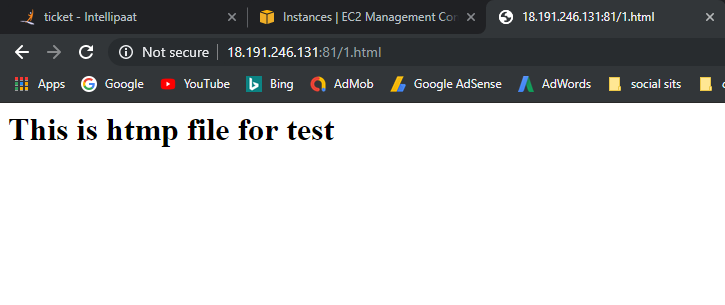 ticket - Intellipaat
Instances | EC2 Management Con
18.191.246.131:81/1.html
Not secure | 18.191.246.131:81/1.html
Apps Google YouTube Bing AdMob Google AdSense AdWords social sits
This is htmp file for test